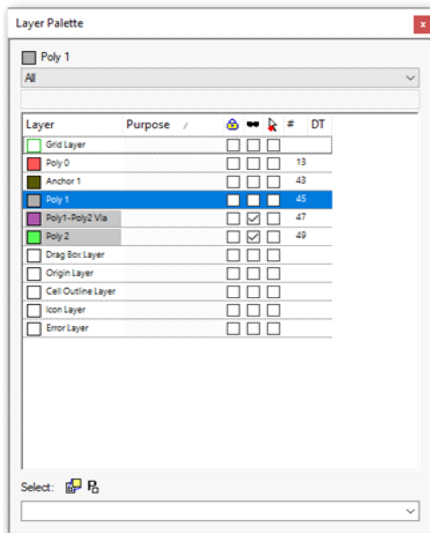 Layer Palette
Poly 1
All
Layer Purpose # DT
Grid Layer
Poly 0 13
Anchor 1 43
Poly 1 45
Poly1-Poly2 Via 47
Poly 2 49
Drag Box Layer
Origin Layer
Cell Outline Layer
Icon Layer
Error Layer
Select: